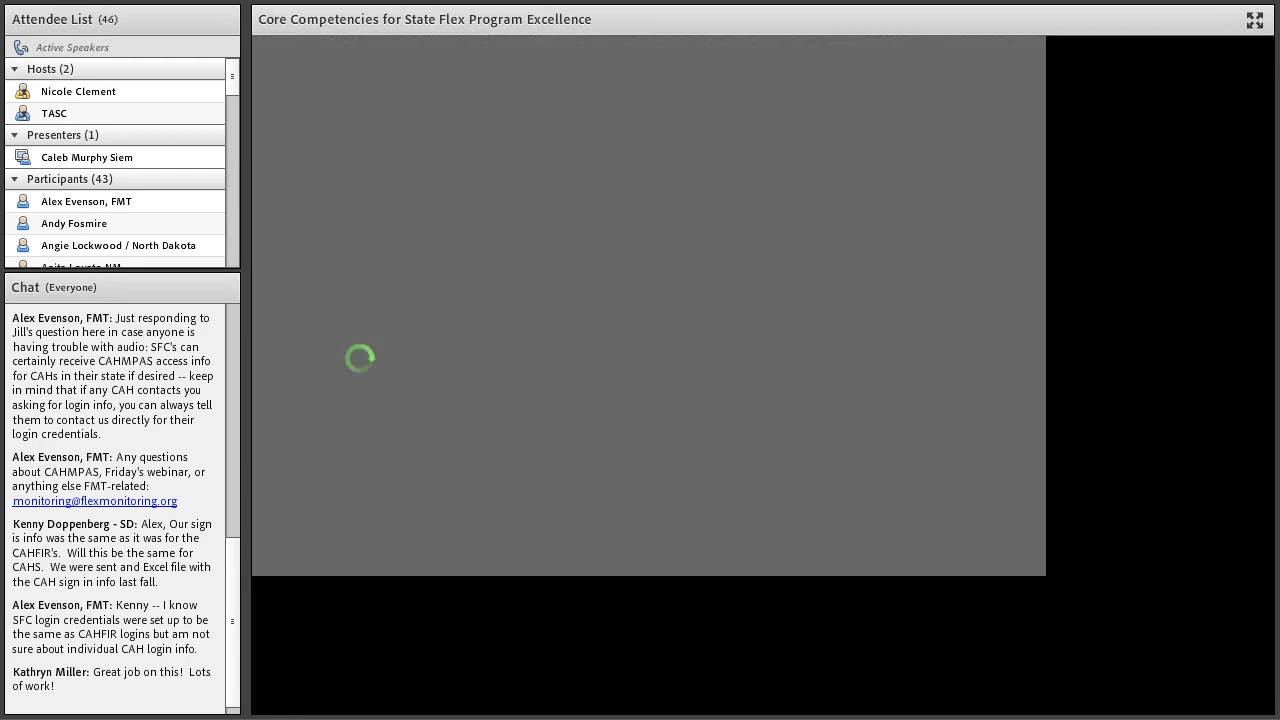 Attendee List (46)
Active Speakers
Hosts (2)
Nicole Clement
TASC
Presenters (1)
Caleb Murphy Siem
Participants (43)
Alex Evenson, FMT
Andy Fosmire
Angie Lockwood / North Dakota
Chat (Everyone)
Alex Evenson, FMT: Just responding to
Jill's question here in case anyone is
having trouble with audio: SFC's can
certainly receive CAHMPAS access info
for CAHs in their state if desired -- keep
in mind that if any CAH contacts you
asking for login info, you can always tell
them to contact us directly for their
login credentials.
Alex Evenson, FMT: Any questions
about CAHMPAS, Friday's webinar, or
anything else FMT-related:
monitoring@flexmonitoring.org
Kenny Doppenberg - SD: Alex, Our sign
is info was the same as it was for the
CAHFIR's. Will this be the same for
CAHS. We were sent and Excel file with
the CAH sign in info last fall.
Alex Evenson, FMT: Kenny -- I know
SFC login credentials were set up to be
the same as CAHFIR logins but am not
sure about individual CAH login info.
Kathryn Miller: Great job on this! Lots
of work!
Core Competencies for State Flex Program Excellence